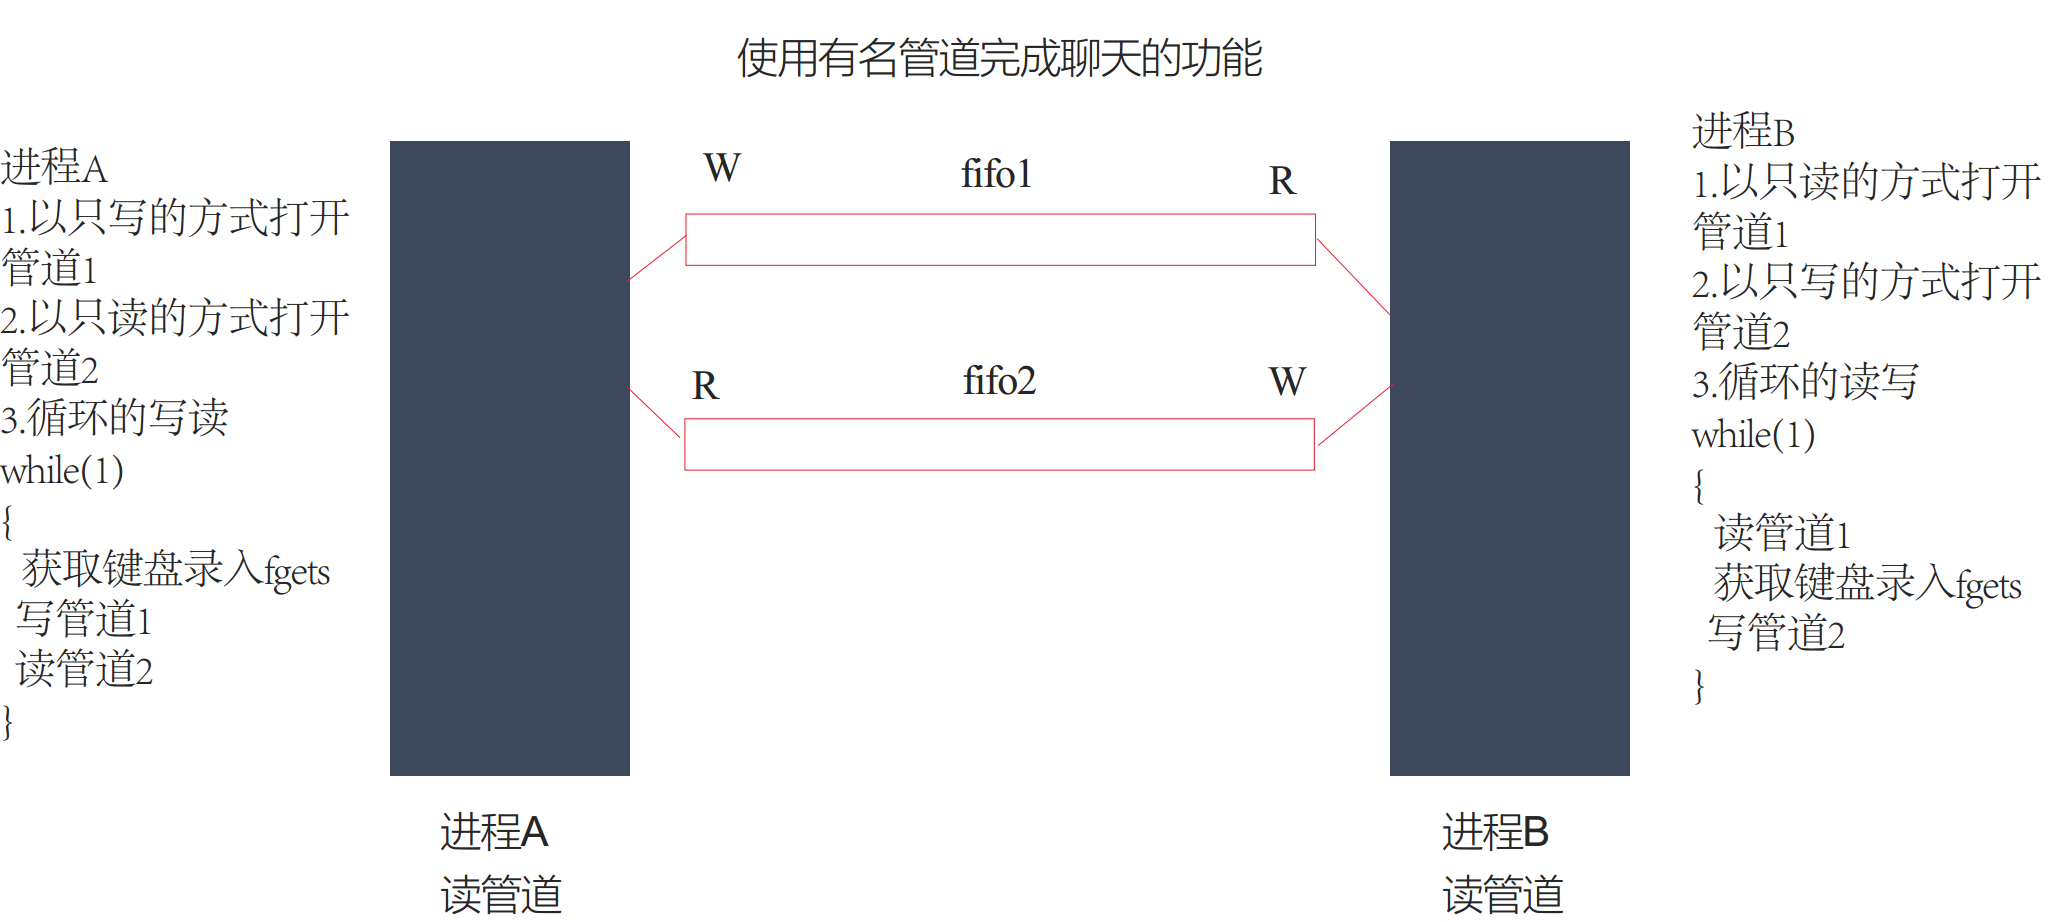 使用有名管道完成聊天的功能
进程A
1.以只写的方式打开
管道1
2.以只读的方式打开
管道2
3.循环的写读
while(1)
{
获取键盘录入fgets
写管道1
读管道2
}
W
fifo1
R
R
fifo2
W
进程A
读管道
进程B
1.以只读的方式打开
管道1
2.以只写的方式打开
管道2
3.循环的读写
while(1)
{
读管道1
获取键盘录入fgets
写管道2
}
进程B
读管道